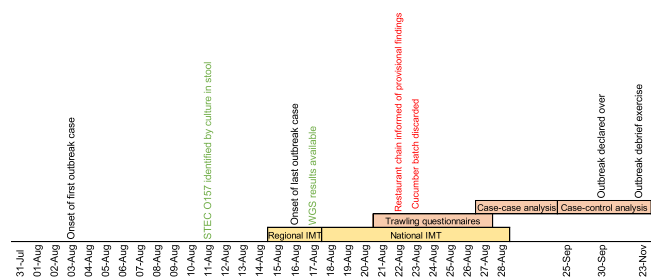 Onset of first outbreak case
STEC O157 identified by culture in stool
Onset of last outbreak case
WGS results available
Restaurant chain informed of provisional findings
Cucumber batch discarded
Outbreak declared over
Outbreak debrief exercise
Case-case analysis
Case-control analysis
Trawling questionnaires
Regional IMT
National IMT
31-Jul
01-Aug
02-Aug
03-Aug
04-Aug
05-Aug
06-Aug
07-Aug
08-Aug
09-Aug
10-Aug
11-Aug
12-Aug
13-Aug
14-Aug
15-Aug
16-Aug
17-Aug
18-Aug
19-Aug
20-Aug
21-Aug
22-Aug
23-Aug
24-Aug
25-Aug
26-Aug
27-Aug
28-Aug
25-Sep
30-Sep
23-Nov